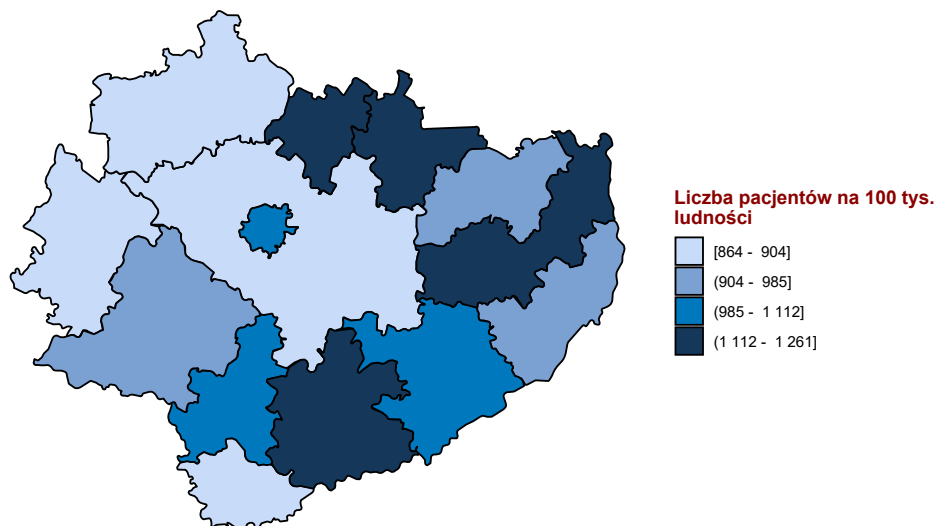 Liczba pacjentów na 100 tys.
ludności
[864 - 904]
(904 - 985]
(985 - 1 112]
(1 112 - 1 261]